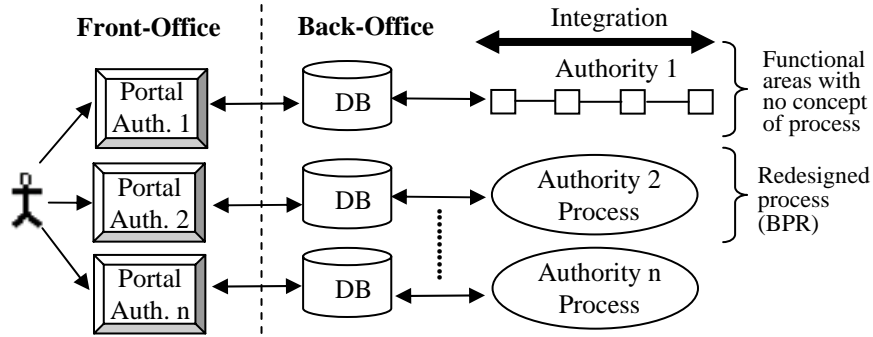 Front-Office
Back-Office
Integration
Portal
Auth. 1
DB
Authority 1
Functional
areas with
no concept
of process
Portal
Auth. 2
DB
Authority 2
Process
Redesigned
process
(BPR)
Portal
Auth. n
DB
Authority n
Process